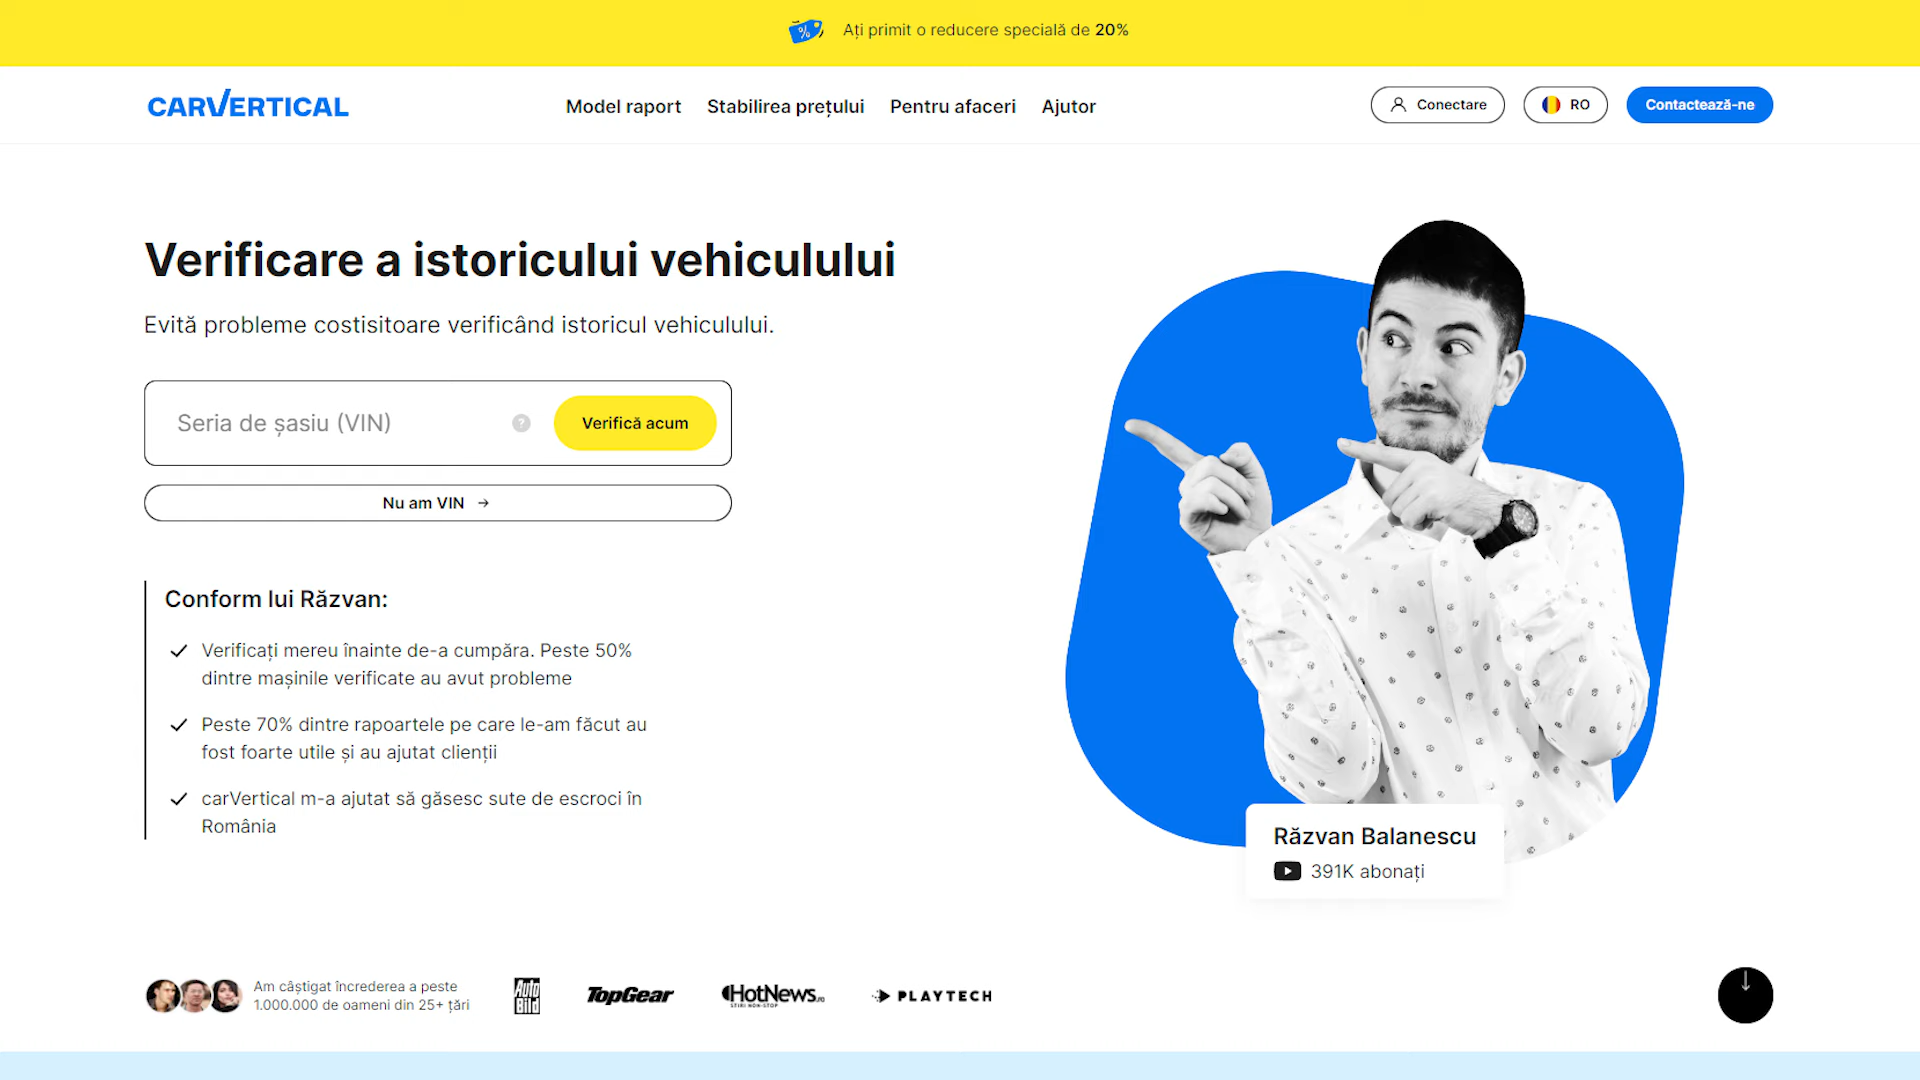 Ați primit o reducere specială de 20%
CARVERTICAL
Model raport
Stabilirea prețului
Pentru afaceri
Ajutor
Conectare
RO
Contactează-ne
Verificare a istoricului vehiculului
Evită probleme costisitoare verificând istoricul vehiculului.
Seria de șasiu (VIN)
?
Verifică acum
Nu am VIN →
Conform lui Răzvan:
Verificați mereu înainte de-a cumpăra. Peste 50%
dintre mașinile verificate au avut probleme
Peste 70% dintre rapoartele pe care le-am făcut au
fost foarte utile și au ajutat clienții
carVertical m-a ajutat să găsesc sute de escroci în
România
Răzvan Balanescu
391K abonați
Am câștigat încrederea a peste
1.000.000 de oameni din 25+ țări
Auto
Bild
TopGear
HotNews.ro
STIRI NON-STOP
PLAYTECH